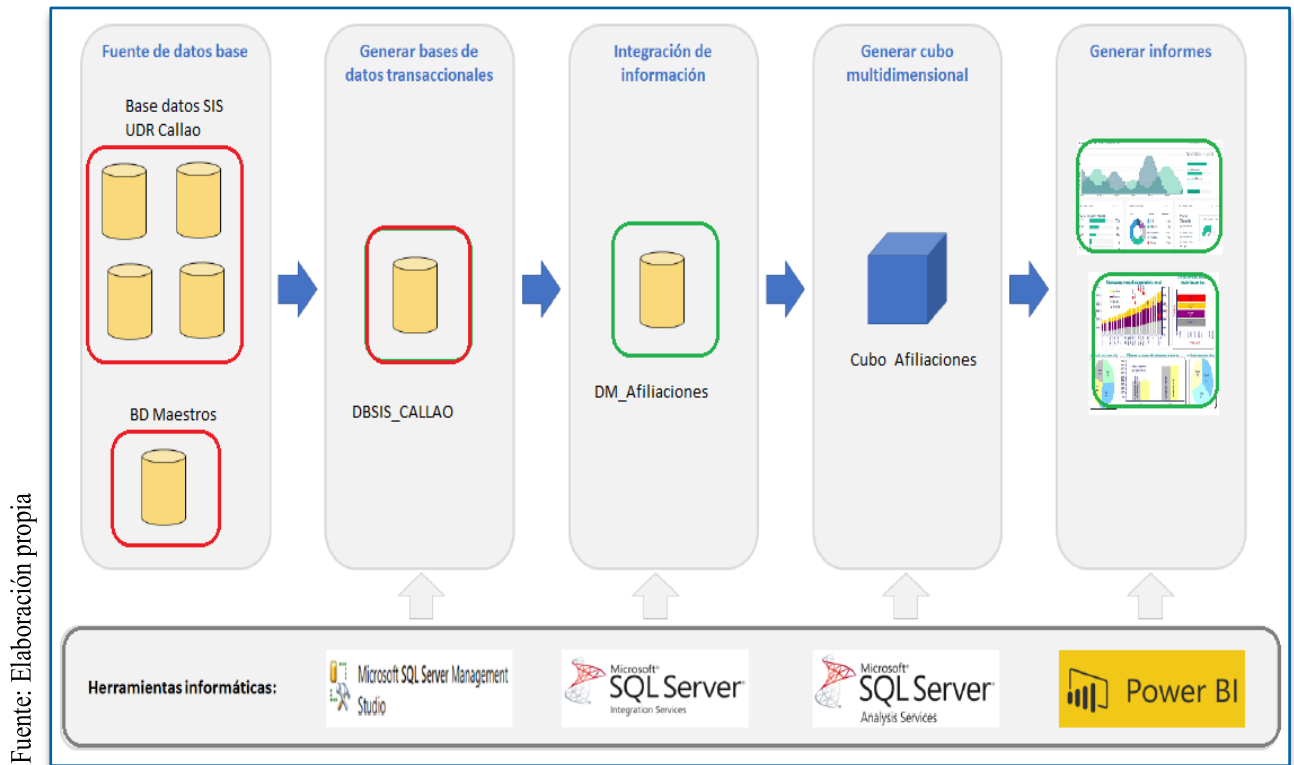 Fuente de datos base
Base datos SIS
UDR Callao
BD Maestros
Generar bases de
datos transaccionales
DBSIS_CALLAO
Integración de
información
DM_Afiliaciones
Generar cubo
multidimensional
Cubo Afiliaciones
Generar informes
Herramientas informáticas:
Microsoft SQL Server Management
Studio
Microsoft®
SQL Server®
Integration Services
Microsoft®
SQL Server®
Analysis Services
Power BI
Fuente: Elaboración propia